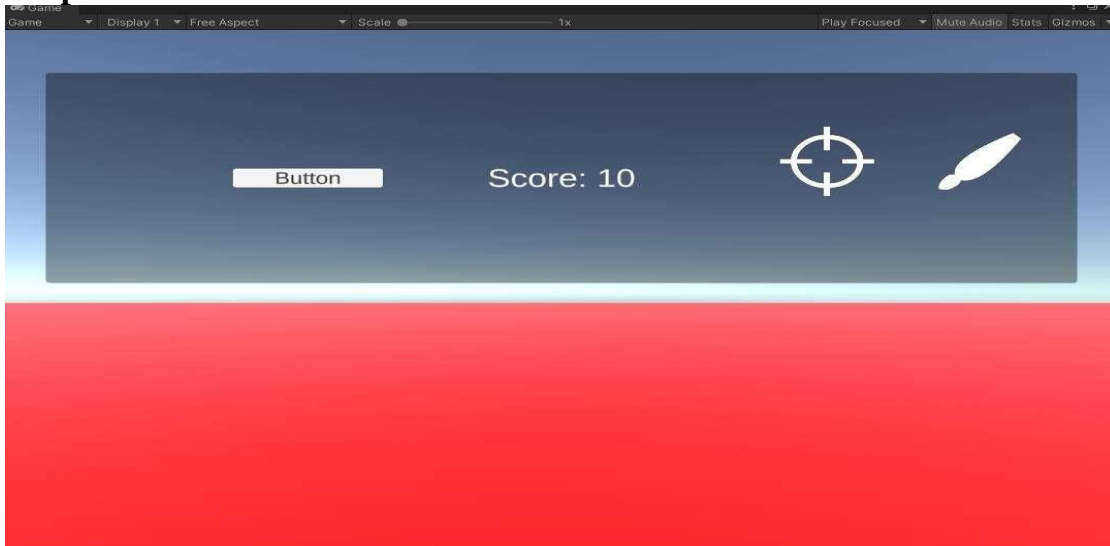 Game
Game Display 1 Free Aspect Scale 1x Play Focused Mute Audio Stats Gizmos
Button Score: 10